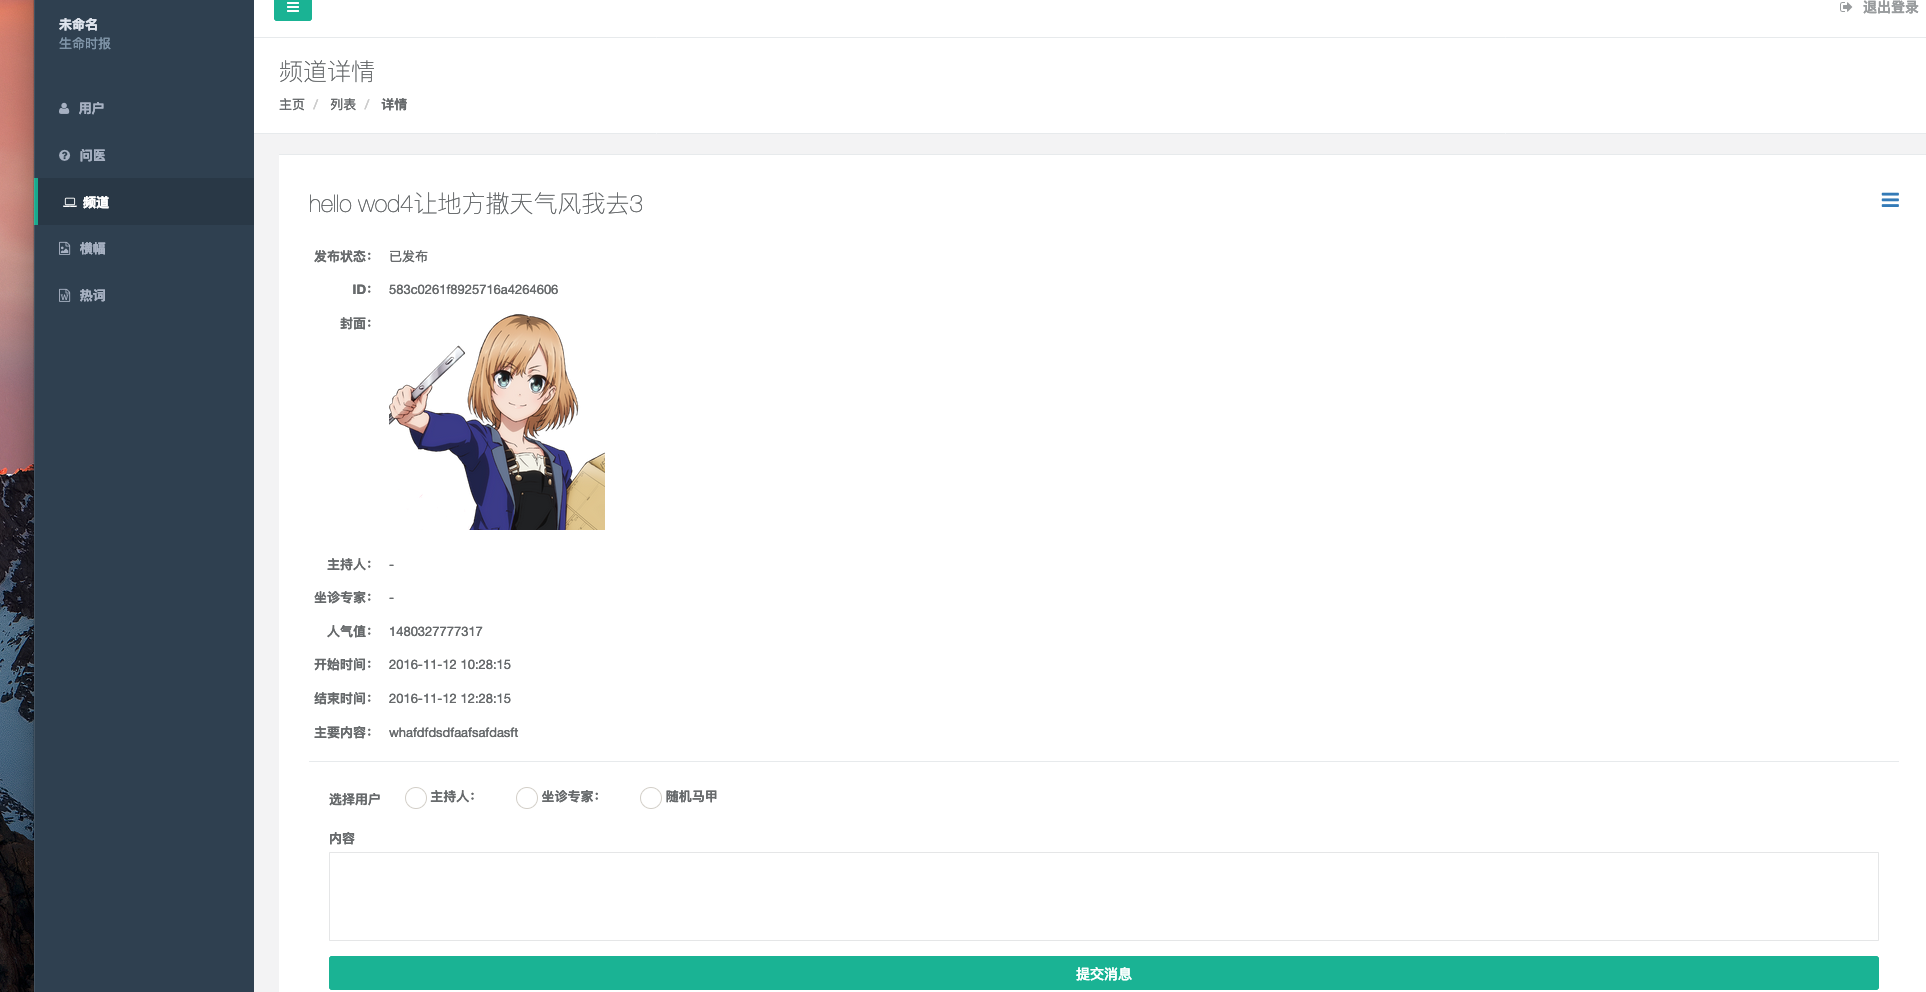 未命名
生命时报
用户
问医
频道
横幅
热词
退出登录
频道详情
主页 / 列表 / 详情
hello wod4让地方撒天气风我去3
发布状态： 已发布
ID： 583c0261f8925716a4264606
封面：
主持人： -
坐诊专家： -
人气值： 1480327777317
开始时间： 2016-11-12 10:28:15
结束时间： 2016-11-12 12:28:15
主要内容： whafdfdsdfaafsafdasft
选择用户 主持人： 坐诊专家： 随机马甲
内容
提交消息